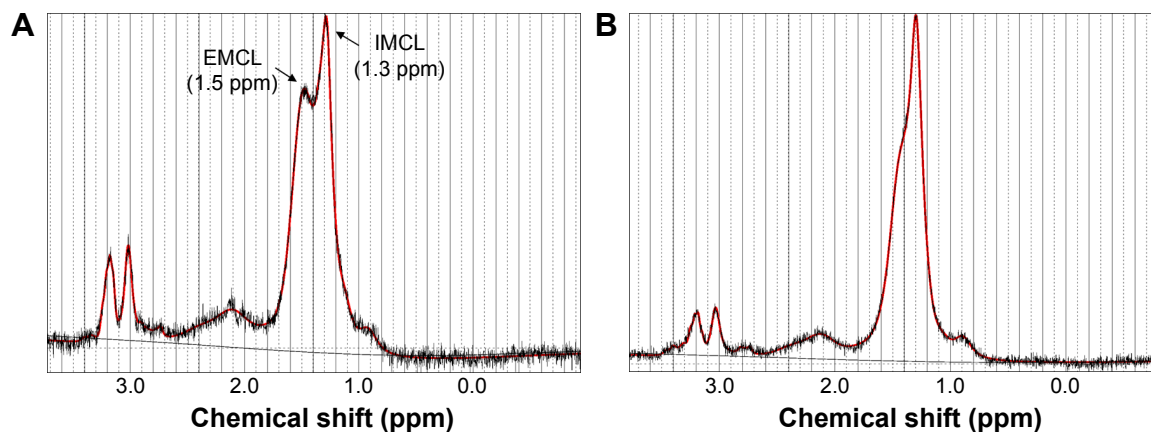 A
B
EMCL
(1.5 ppm)
IMCL
(1.3 ppm)
3.0 2.0 1.0 0.0
Chemical shift (ppm)
3.0 2.0 1.0 0.0
Chemical shift (ppm)